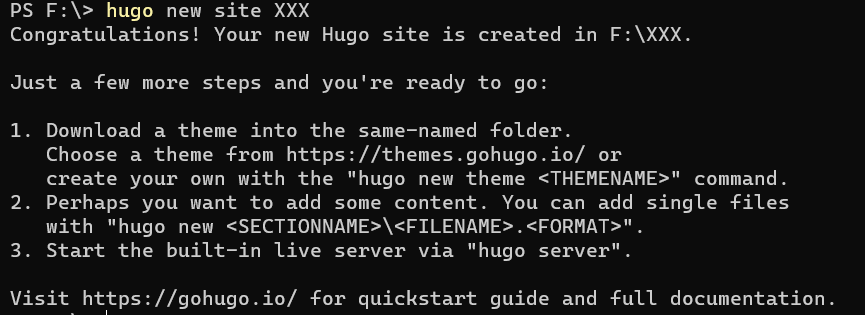 PS F:\> hugo new site XXX
Congratulations! Your new Hugo site is created in F:\XXX.
Just a few more steps and you're ready to go:
1. Download a theme into the same-named folder.
Choose a theme from https://themes.gohugo.io/ or
create your own with the "hugo new theme <THEMENAME>" command.
2. Perhaps you want to add some content. You can add single files
with "hugo new <SECTIONNAME>\<FILENAME>.<FORMAT>".
3. Start the built-in live server via "hugo server".
Visit https://gohugo.io/ for quickstart guide and full documentation.